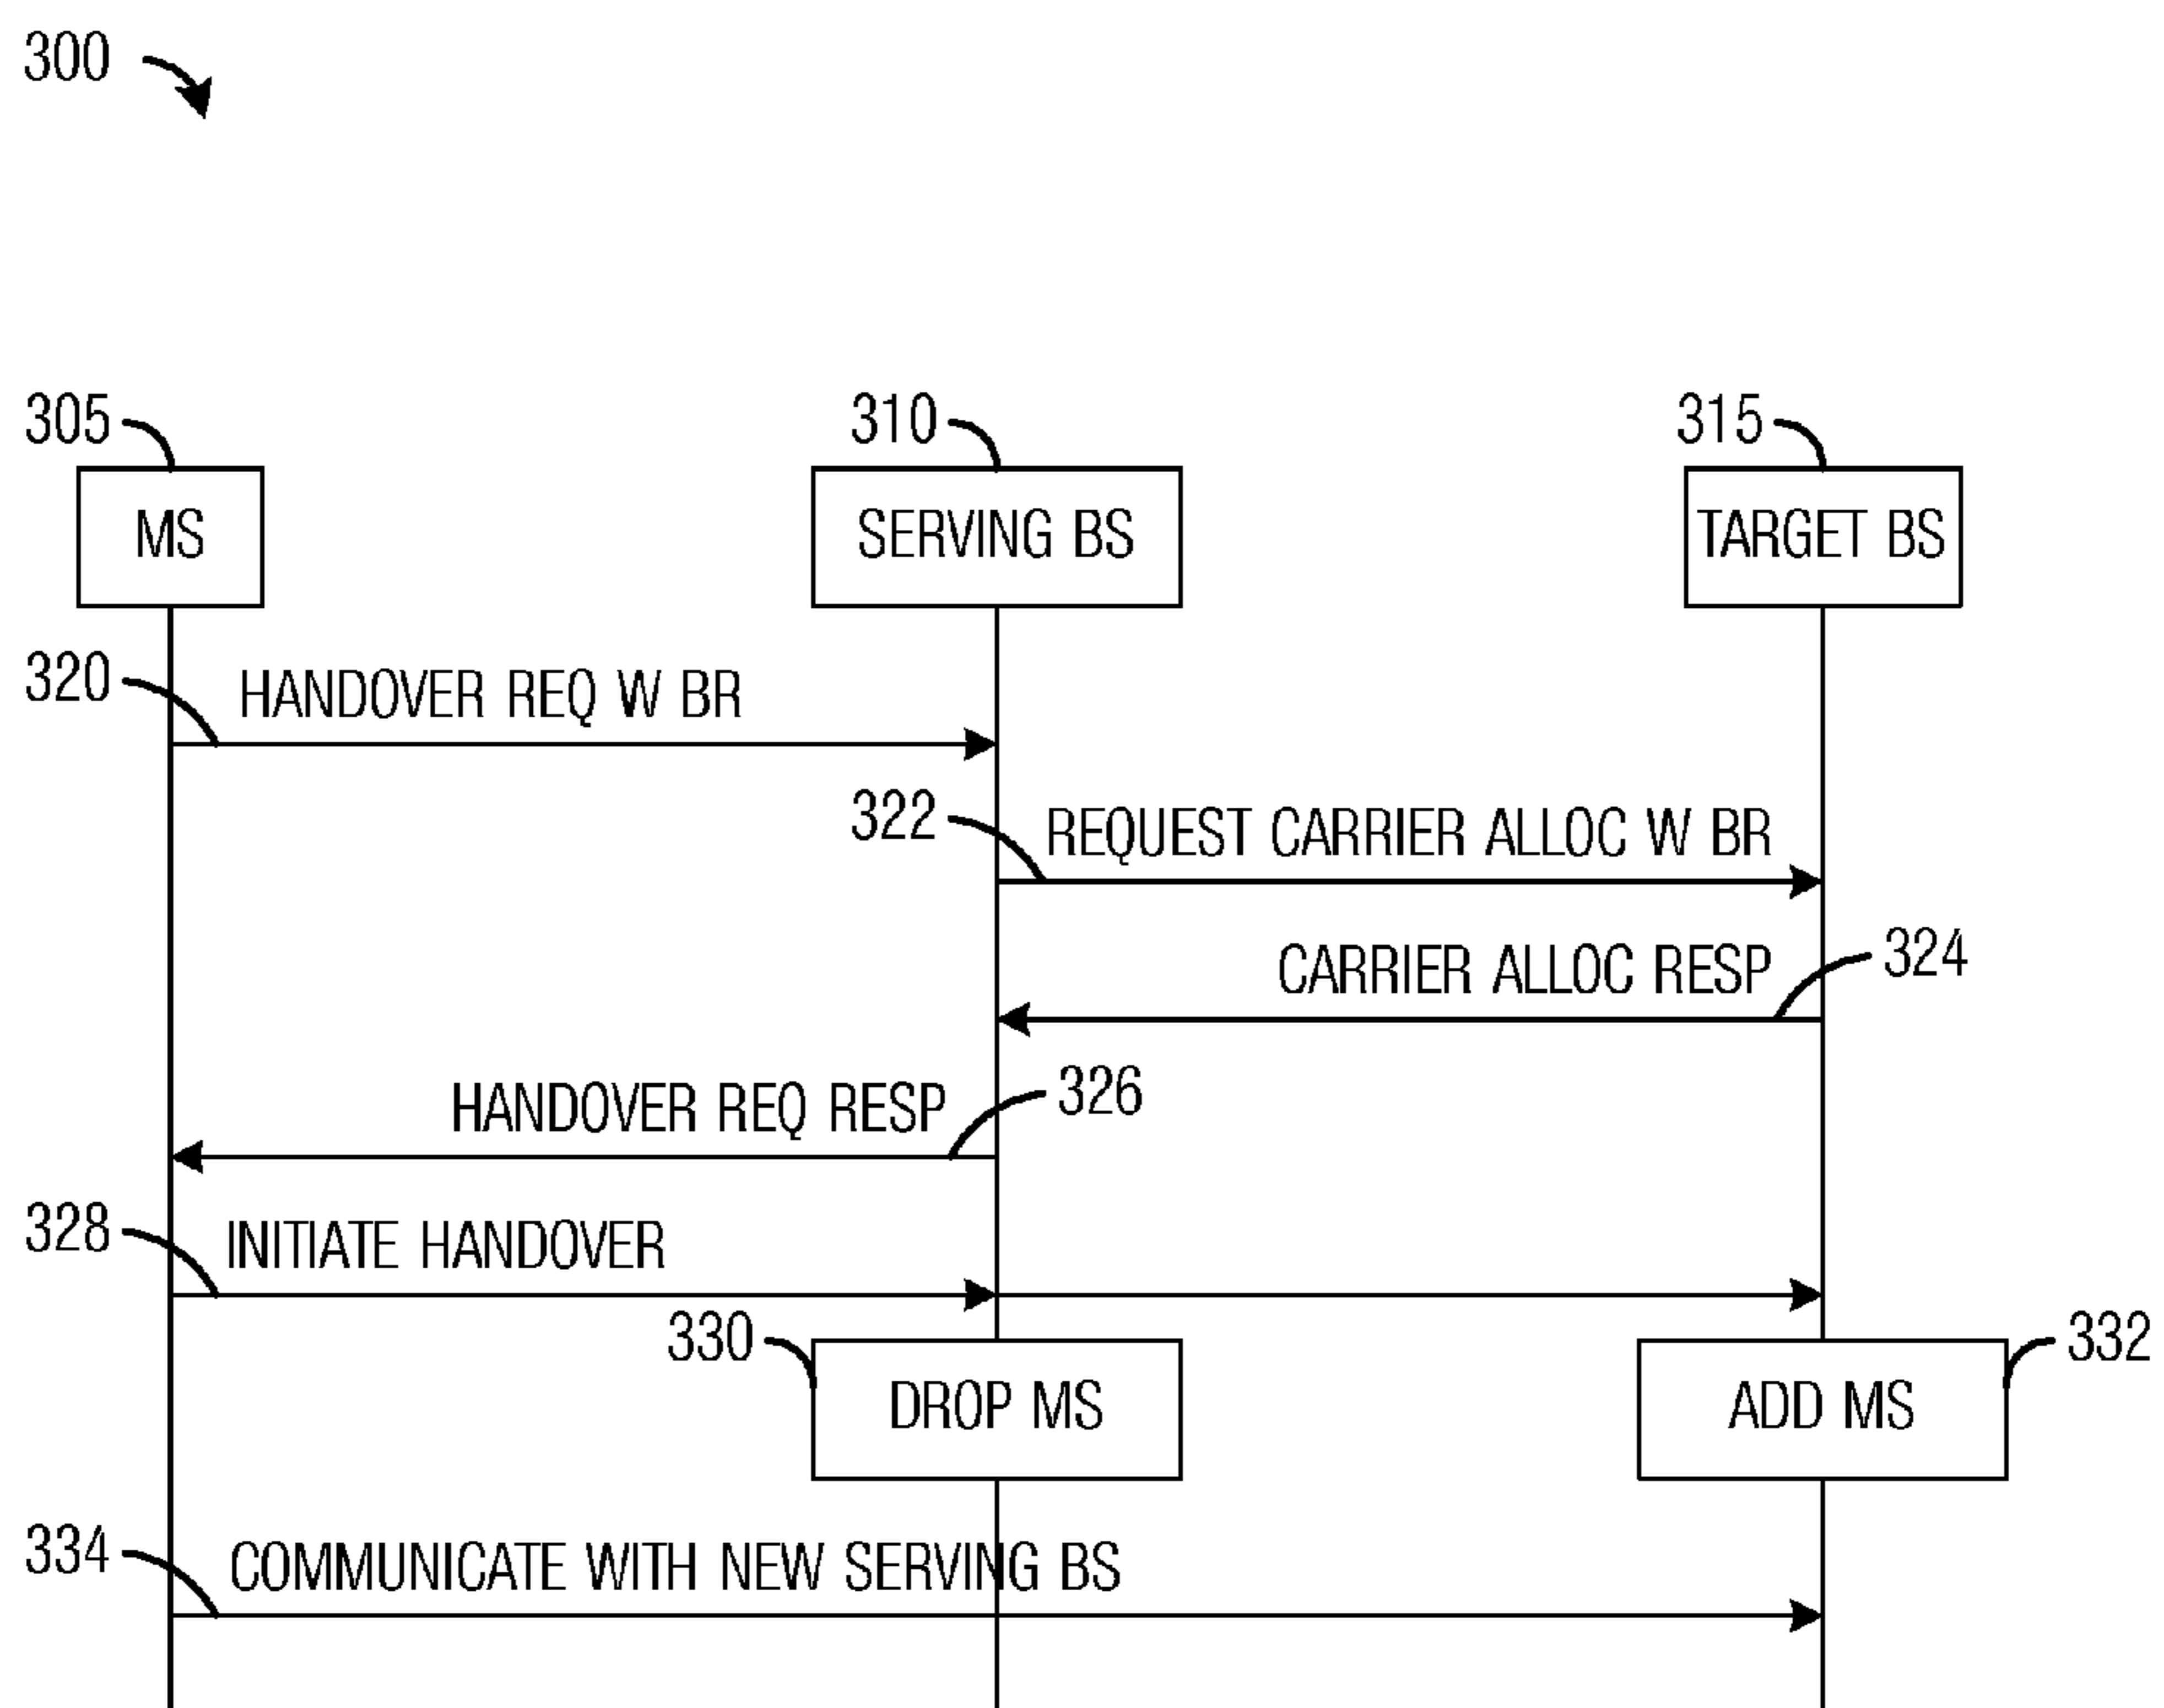 300
305
310
315
MS
SERVING BS
TARGET BS
320
HANDOVER REQ W BR
322
REQUEST CARRIER ALLOC W BR
CARRIER ALLOC RESP
324
HANDOVER REQ RESP
326
328
INITIATE HANDOVER
330
332
DROP MS
ADD MS
334
COMMUNICATE WITH NEW SERVING BS